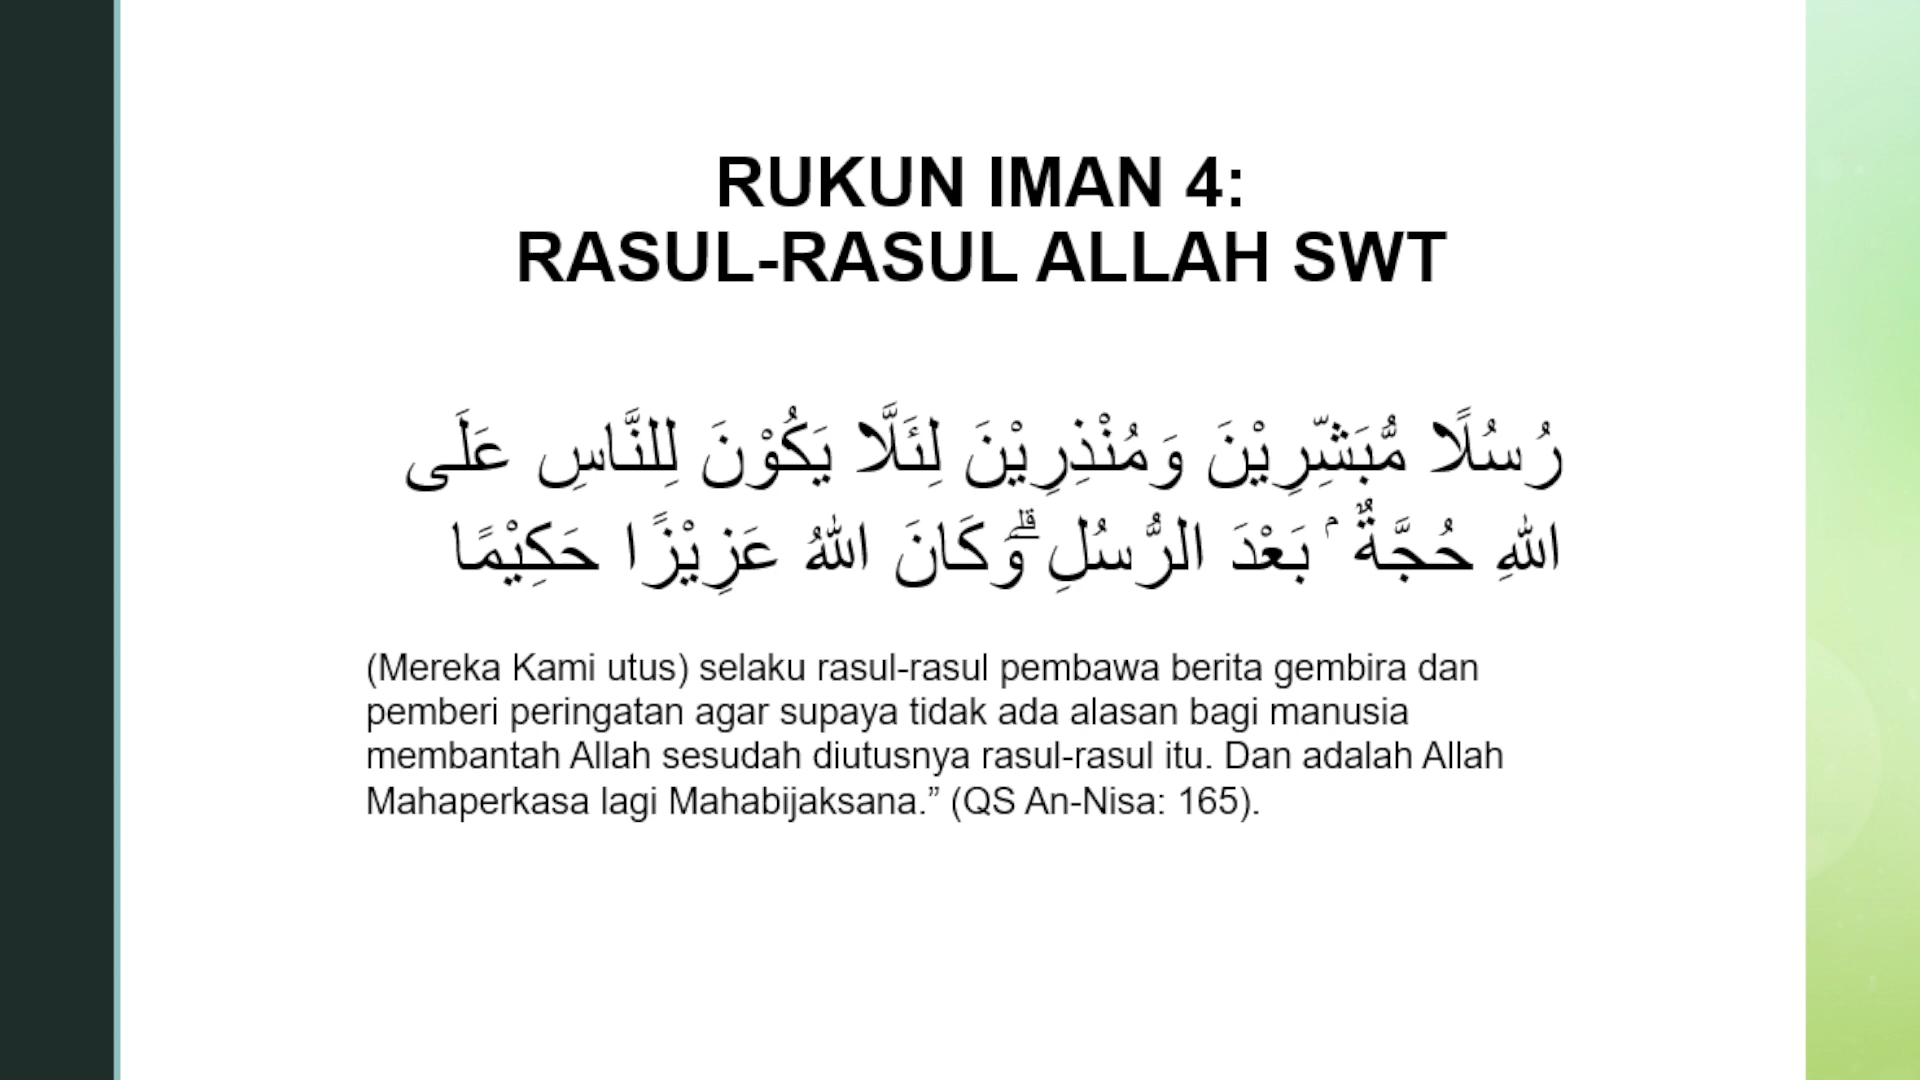 RUKUN IMAN 4:
RASUL-RASUL ALLAH SWT
رُسُلًا مُّبَشِّرِيْنَ وَمُنْذِرِيْنَ لِئَلَّا يَكُوْنَ لِلنَّاسِ عَلَى
اللهِ حُجَّةٌ ۢ بَعْدَ الرُّسُلِ ۗوَكَانَ اللهُ عَزِيْزًا حَكِيْمًا
(Mereka Kami utus) selaku rasul-rasul pembawa berita gembira dan
pemberi peringatan agar supaya tidak ada alasan bagi manusia
membantah Allah sesudah diutusnya rasul-rasul itu. Dan adalah Allah
Mahaperkasa lagi Mahabijaksana.” (QS An-Nisa: 165).